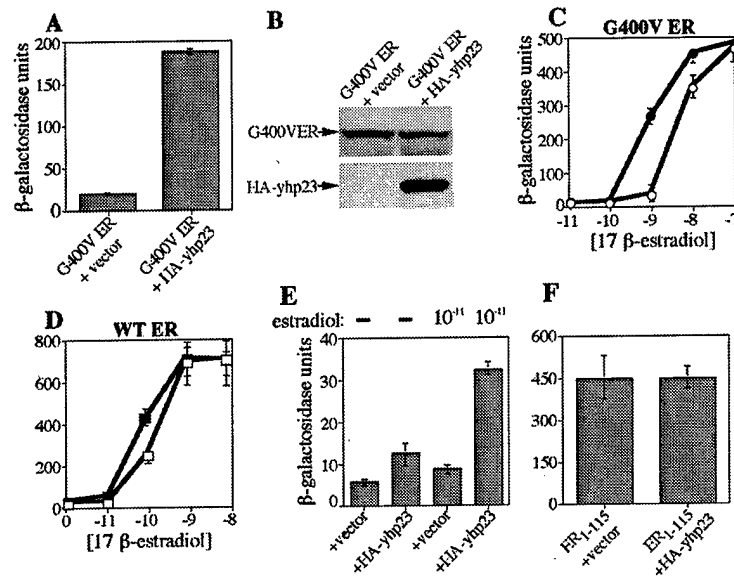 A
β-galactosidase units
200
150
100
50
0
G400V ER
+ vector
G400V ER
+ HA-yhp23
B
G400V ER
+ vector
G400V ER
+ HA-yhp23
G400VER
HA-yhp23
C
G400V ER
β-galactosidase units
500
400
300
200
100
0
-11
-10
-9
-8
-7
[17 β-estradiol]
D
WT ER
800
600
400
200
0
0
-11
-10
-9
-8
[17 β-estradiol]
E
estradiol: – – 10⁻¹¹ 10⁻¹¹
β-galactosidase units
40
30
20
10
0
+vector
+HA-yhp23
+vector
+HA-yhp23
F
600
450
300
150
0
ER1-115
+vector
ER1-115
+HA-yhp23